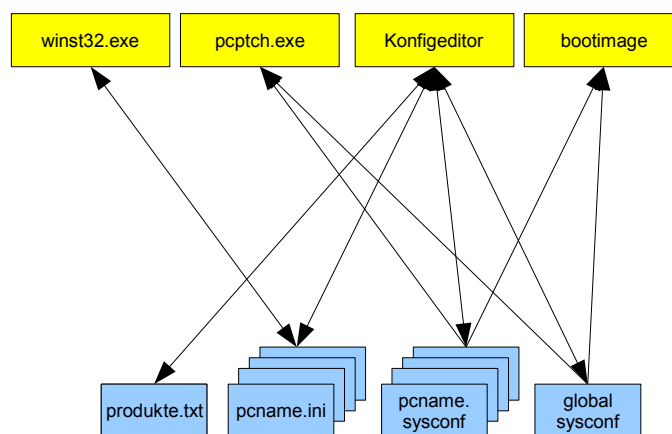 winst32.exe
pcptch.exe
Konfigeditor
bootimage
produkte.txt
pcname.ini
pcname.
sysconf
global
sysconf